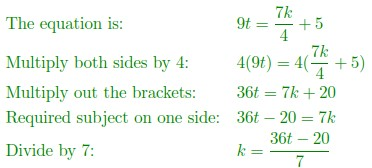 The equation is: 9t = \frac{7k}{4} + 5
Multiply both sides by 4: 4(9t) = 4(\frac{7k}{4} + 5)
Multiply out the brackets: 36t = 7k + 20
Required subject on one side: 36t − 20 = 7k
Divide by 7: k = \frac{36t − 20}{7}